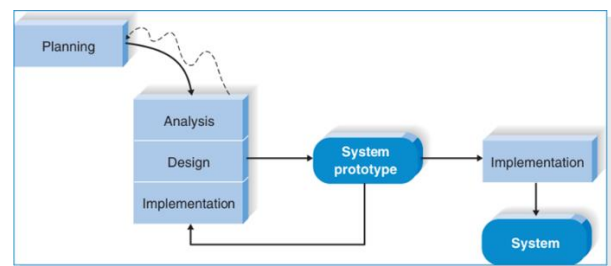 Planning
Analysis
Design
Implementation
System
prototype
Implementation
System